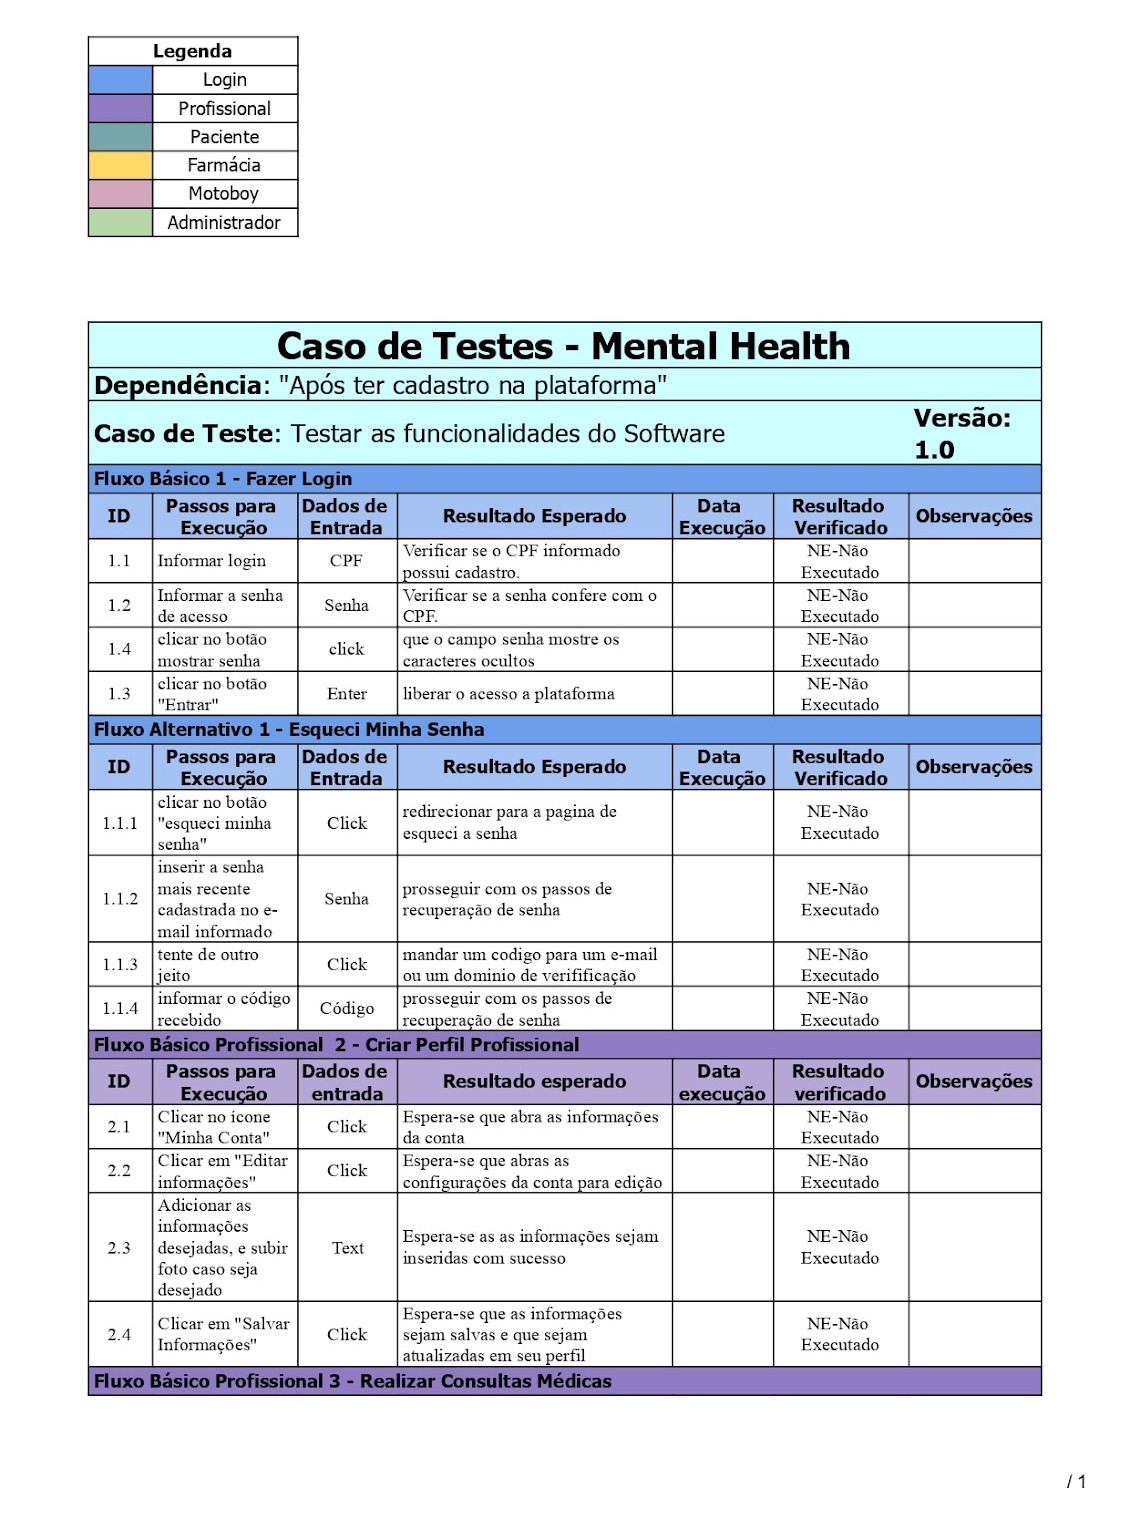 Legenda
Login
Profissional
Paciente
Farmácia
Motoboy
Administrador
Caso de Testes - Mental Health
Dependência: "Após ter cadastro na plataforma"
Caso de Teste: Testar as funcionalidades do Software
Versão:
1.0
Fluxo Básico 1 - Fazer Login
ID
Passos para
Execução
Dados de
Entrada
Resultado Esperado
Data
Execução
Resultado
Verificado
Observações
1.1
Informar login
CPF
Verificar se o CPF informado
possui cadastro.
NE-Não
Executado
1.2
Informar a senha
de acesso
Senha
Verificar se a senha confere com o
CPF.
NE-Não
Executado
1.4
clicar no botão
mostrar senha
click
que o campo senha mostre os
caracteres ocultos
NE-Não
Executado
1.3
clicar no botão
"Entrar"
Enter
liberar o acesso a plataforma
NE-Não
Executado
Fluxo Alternativo 1 - Esqueci Minha Senha
ID
Passos para
Execução
Dados de
Entrada
Resultado Esperado
Data
Execução
Resultado
Verificado
Observações
1.1.1
clicar no botão
"esqueci minha
senha"
Click
redirecionar para a pagina de
esqueci a senha
NE-Não
Executado
1.1.2
inserir a senha
mais recente
cadastrada no e-
mail informado
Senha
prosseguir com os passos de
recuperação de senha
NE-Não
Executado
1.1.3
tente de outro
jeito
Click
mandar um codigo para um e-mail
ou um dominio de verifificação
NE-Não
Executado
1.1.4
informar o código
recebido
Código
prosseguir com os passos de
recuperação de senha
NE-Não
Executado
Fluxo Básico Profissional  2 - Criar Perfil Profissional
ID
Passos para
Execução
Dados de
entrada
Resultado esperado
Data
execução
Resultado
verificado
Observações
2.1
Clicar no ícone
"Minha Conta"
Click
Espera-se que abra as informações
da conta
NE-Não
Executado
2.2
Clicar em "Editar
informações"
Click
Espera-se que abras as
configurações da conta para edição
NE-Não
Executado
2.3
Adicionar as
informações
desejadas, e subir
foto caso seja
desejado
Text
Espera-se as as informações sejam
inseridas com sucesso
NE-Não
Executado
2.4
Clicar em "Salvar
Informações"
Click
Espera-se que as informações
sejam salvas e que sejam
atualizadas em seu perfil
NE-Não
Executado
Fluxo Básico Profissional 3 - Realizar Consultas Médicas
/ 1